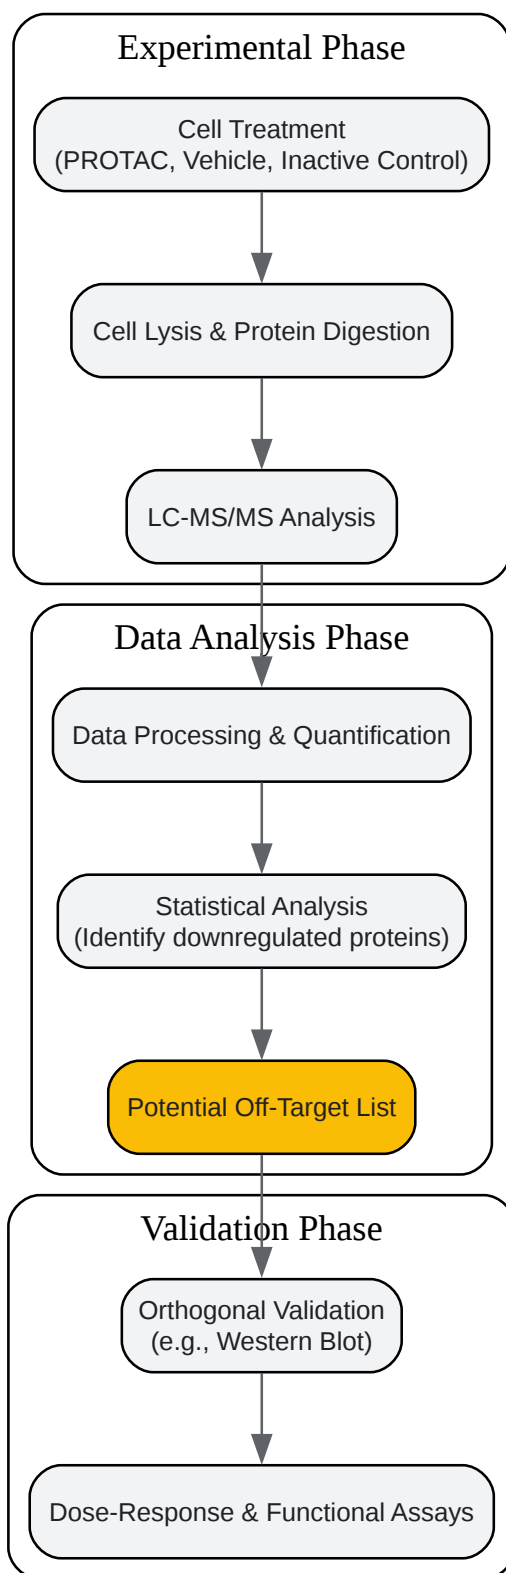 Experimental Phase
Cell Treatment
(PROTAC, Vehicle, Inactive Control)
Cell Lysis & Protein Digestion
LC-MS/MS Analysis
Data Analysis Phase
Data Processing & Quantification
Statistical Analysis
(Identify downregulated proteins)
Potential Off-Target List
Validation Phase
Orthogonal Validation
(e.g., Western Blot)
Dose-Response & Functional Assays